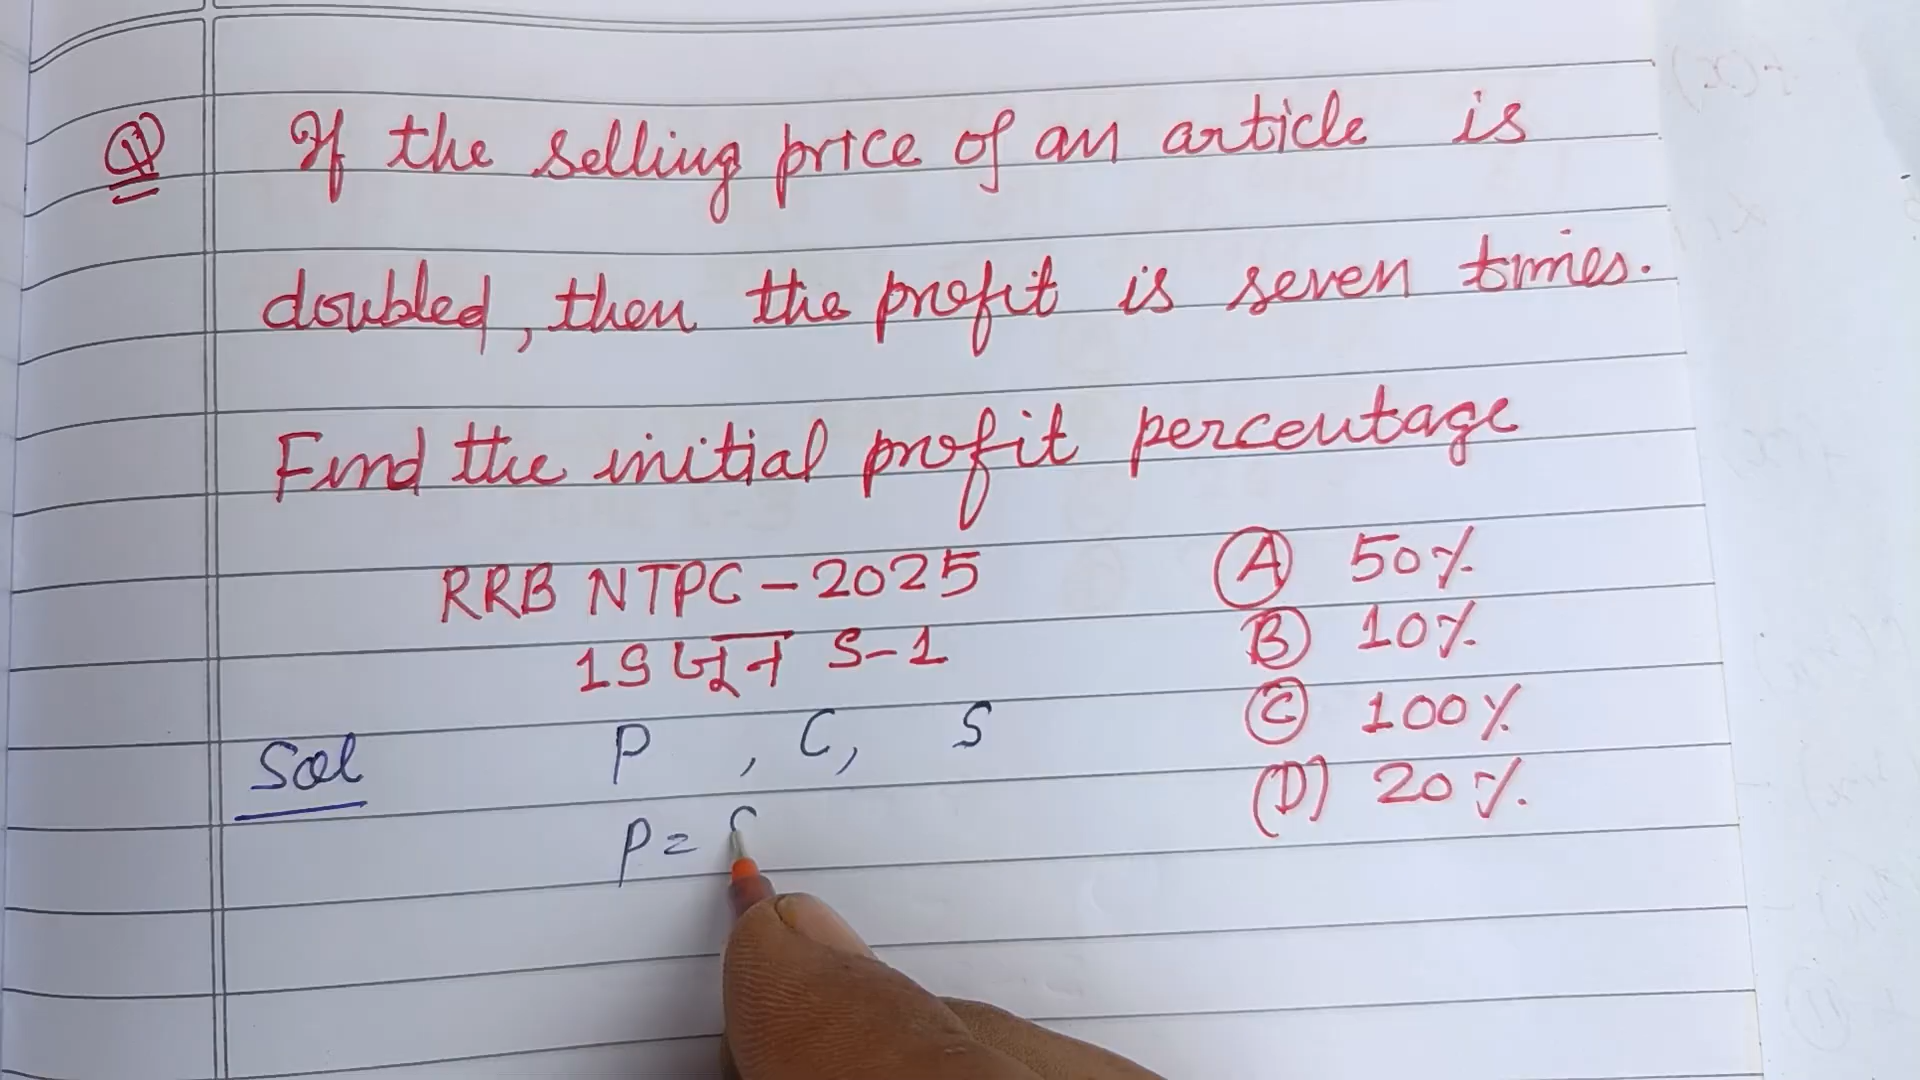 Q If the selling price of an article is
doubled, then the profit is seven times.
Find the initial profit percentage
RRB NTPC-2025
19 जून S-1
(A) 50%
(B) 10%
(C) 100%
(D) 20%
Sol P, C, S
P = S